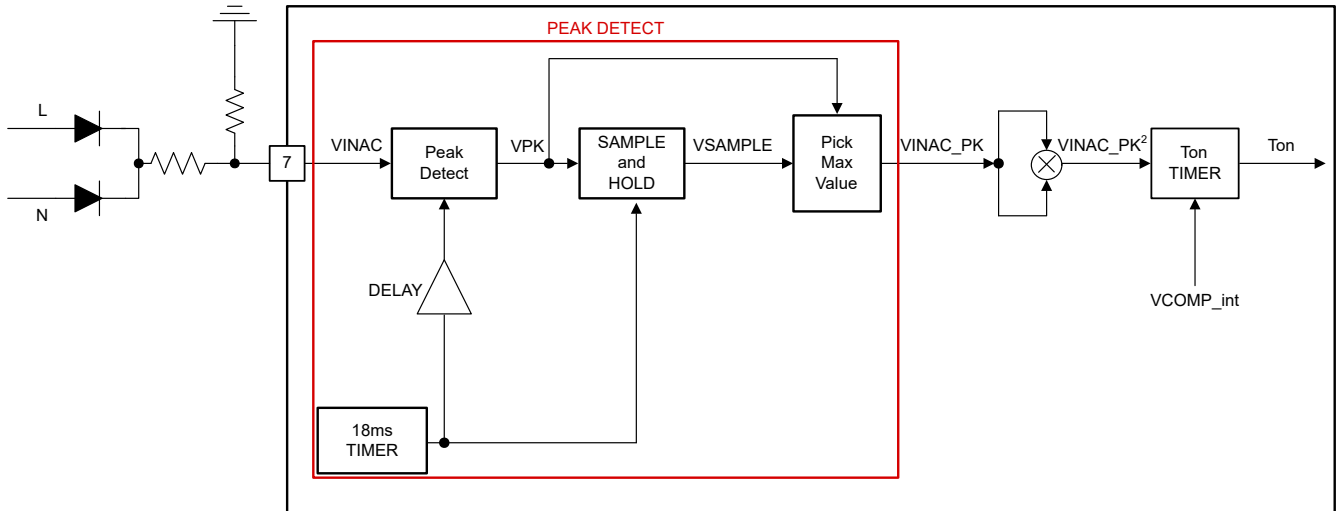 PEAK DETECT
L
N
7
VINAC
Peak
Detect
VPK
SAMPLE
and
HOLD
VSAMPLE
Pick
Max
Value
VINAC_PK
VINAC_PK²
Ton
TIMER
Ton
DELAY
VCOMP_int
18ms
TIMER